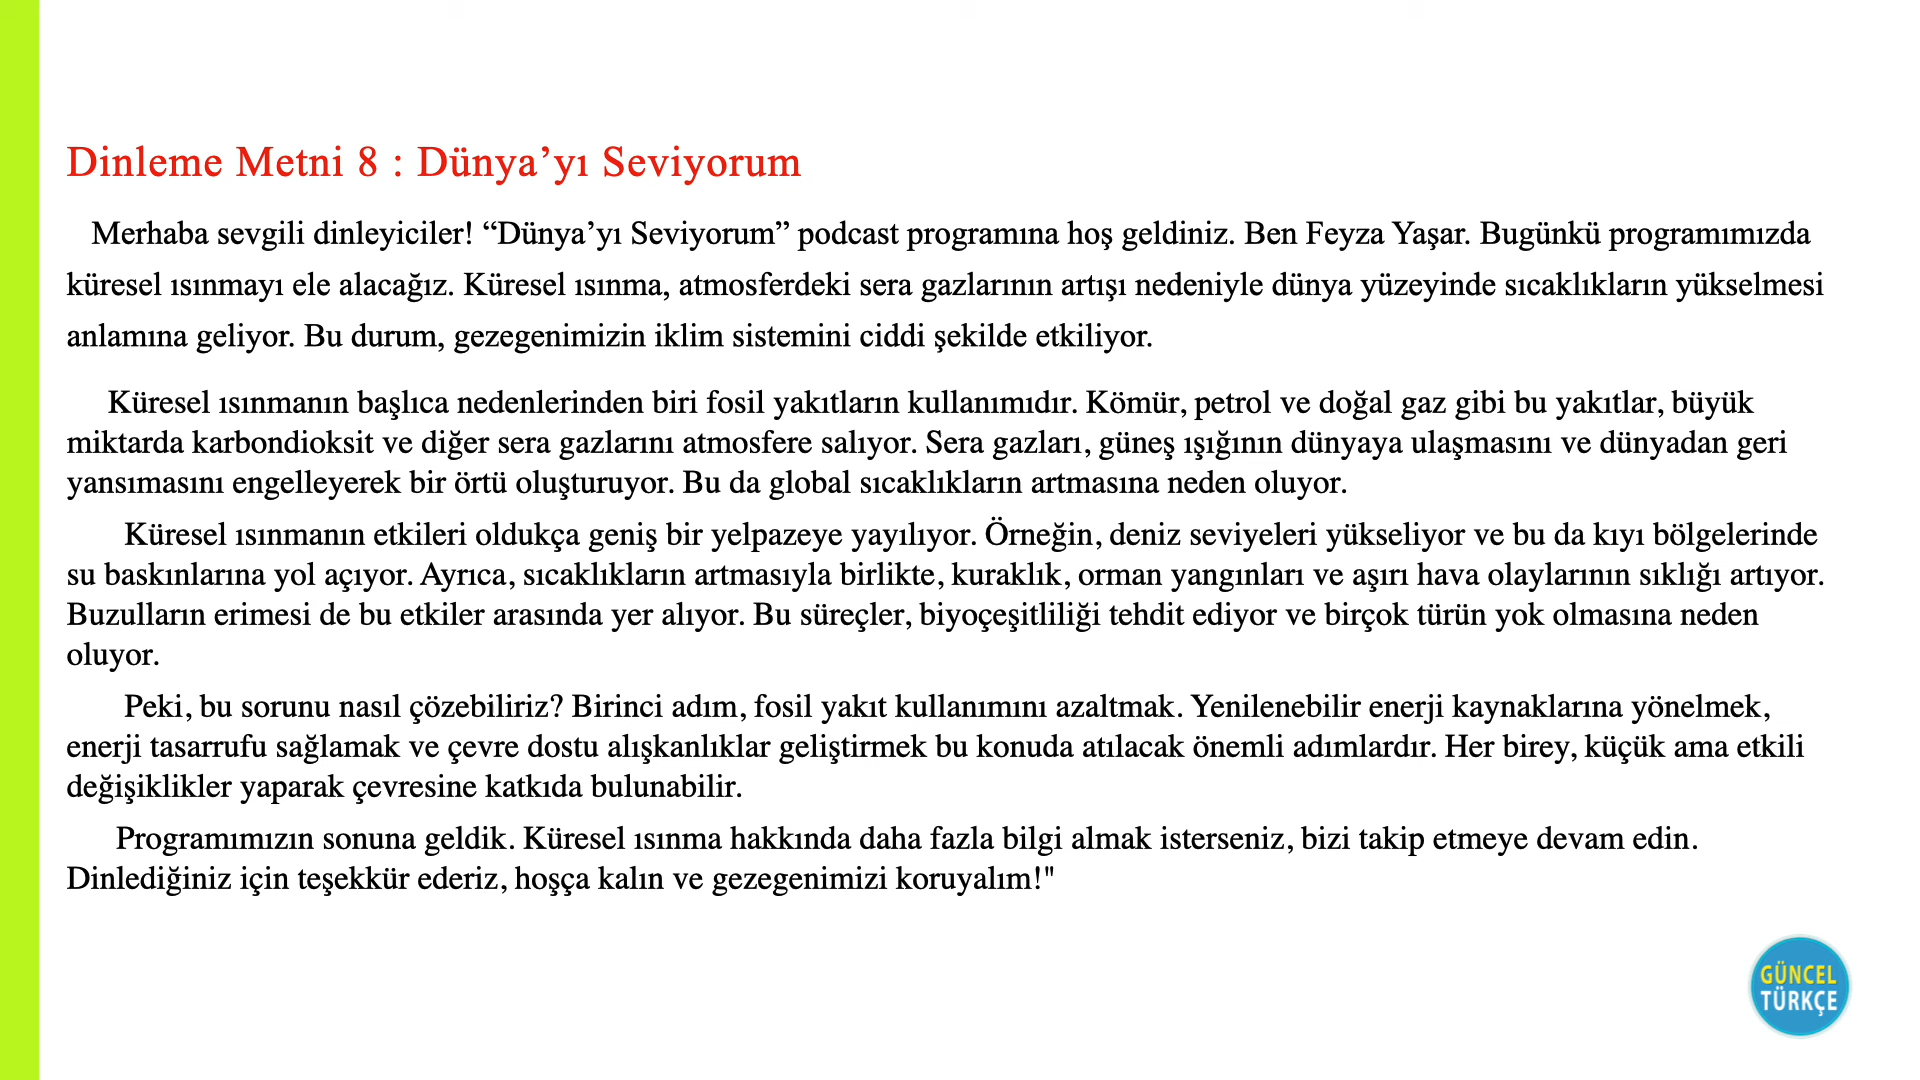 Dinleme Metni 8 : Dünya’yı Seviyorum
Merhaba sevgili dinleyiciler! “Dünya’yı Seviyorum” podcast programına hoş geldiniz. Ben Feyza Yaşar. Bugünkü programımızda
küresel ısınmayı ele alacağız. Küresel ısınma, atmosferdeki sera gazlarının artışı nedeniyle dünya yüzeyinde sıcaklıkların yükselmesi
anlamına geliyor. Bu durum, gezegenimizin iklim sistemini ciddi şekilde etkiliyor.
Küresel ısınmanın başlıca nedenlerinden biri fosil yakıtların kullanımıdır. Kömür, petrol ve doğal gaz gibi bu yakıtlar, büyük
miktarda karbondioksit ve diğer sera gazlarını atmosfere salıyor. Sera gazları, güneş ışığının dünyaya ulaşmasını ve dünyadan geri
yansımasını engelleyerek bir örtü oluşturuyor. Bu da global sıcaklıkların artmasına neden oluyor.
Küresel ısınmanın etkileri oldukça geniş bir yelpazeye yayılıyor. Örneğin, deniz seviyeleri yükseliyor ve bu da kıyı bölgelerinde
su baskınlarına yol açıyor. Ayrıca, sıcaklıkların artmasıyla birlikte, kuraklık, orman yangınları ve aşırı hava olaylarının sıklığı artıyor.
Buzulların erimesi de bu etkiler arasında yer alıyor. Bu süreçler, biyoçeşitliliği tehdit ediyor ve birçok türün yok olmasına neden
oluyor.
Peki, bu sorunu nasıl çözebiliriz? Birinci adım, fosil yakıt kullanımını azaltmak. Yenilenebilir enerji kaynaklarına yönelmek,
enerji tasarrufu sağlamak ve çevre dostu alışkanlıklar geliştirmek bu konuda atılacak önemli adımlardır. Her birey, küçük ama etkili
değişiklikler yaparak çevresine katkıda bulunabilir.
Programımızın sonuna geldik. Küresel ısınma hakkında daha fazla bilgi almak isterseniz, bizi takip etmeye devam edin.
Dinlediğiniz için teşekkür ederiz, hoşça kalın ve gezegenimizi koruyalım!"
GÜNCEL
TÜRKÇE